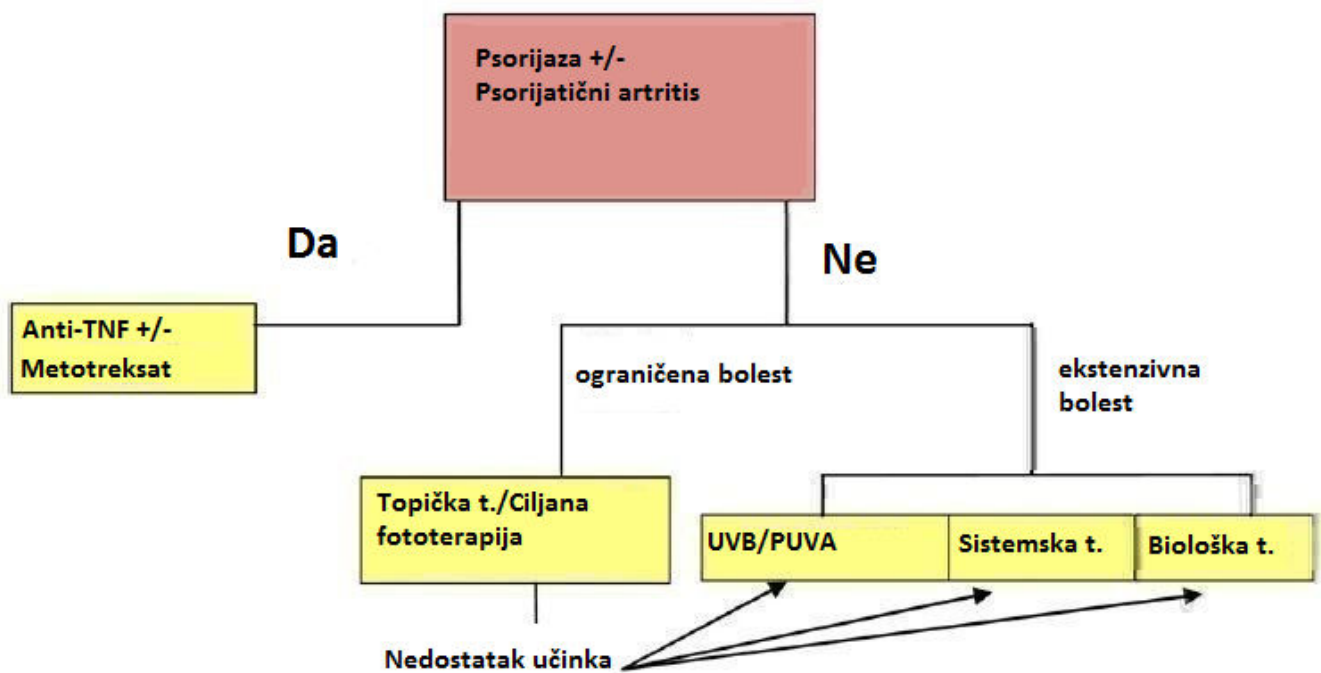 Psorijaza +/-
Psorijatični artritis
Da
Ne
Anti-TNF +/-
Metotreksat
ograničena bolest
ekstenzivna
bolest
Topička t./Ciljana
fototerapija
UVB/PUVA
Sistemska t.
Biološka t.
Nedostatak učinka